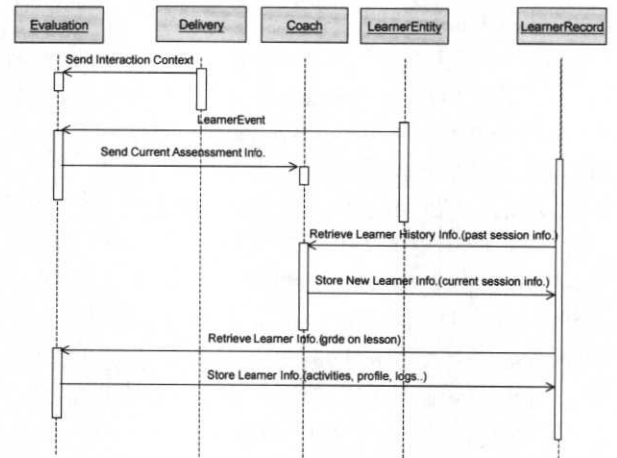 Evaluation
Delivery
Coach
LearnerEntity
LearnerRecord
Send Interaction Context
LearnerEvent
Send Current Assenssment Info.
Retrieve Learner History Info.(past session info.)
Store New Learner Info.(current session info.)
Retrieve Learner Info.(grde on lesson)
Store Learner Info.(activities, profile, logs..)